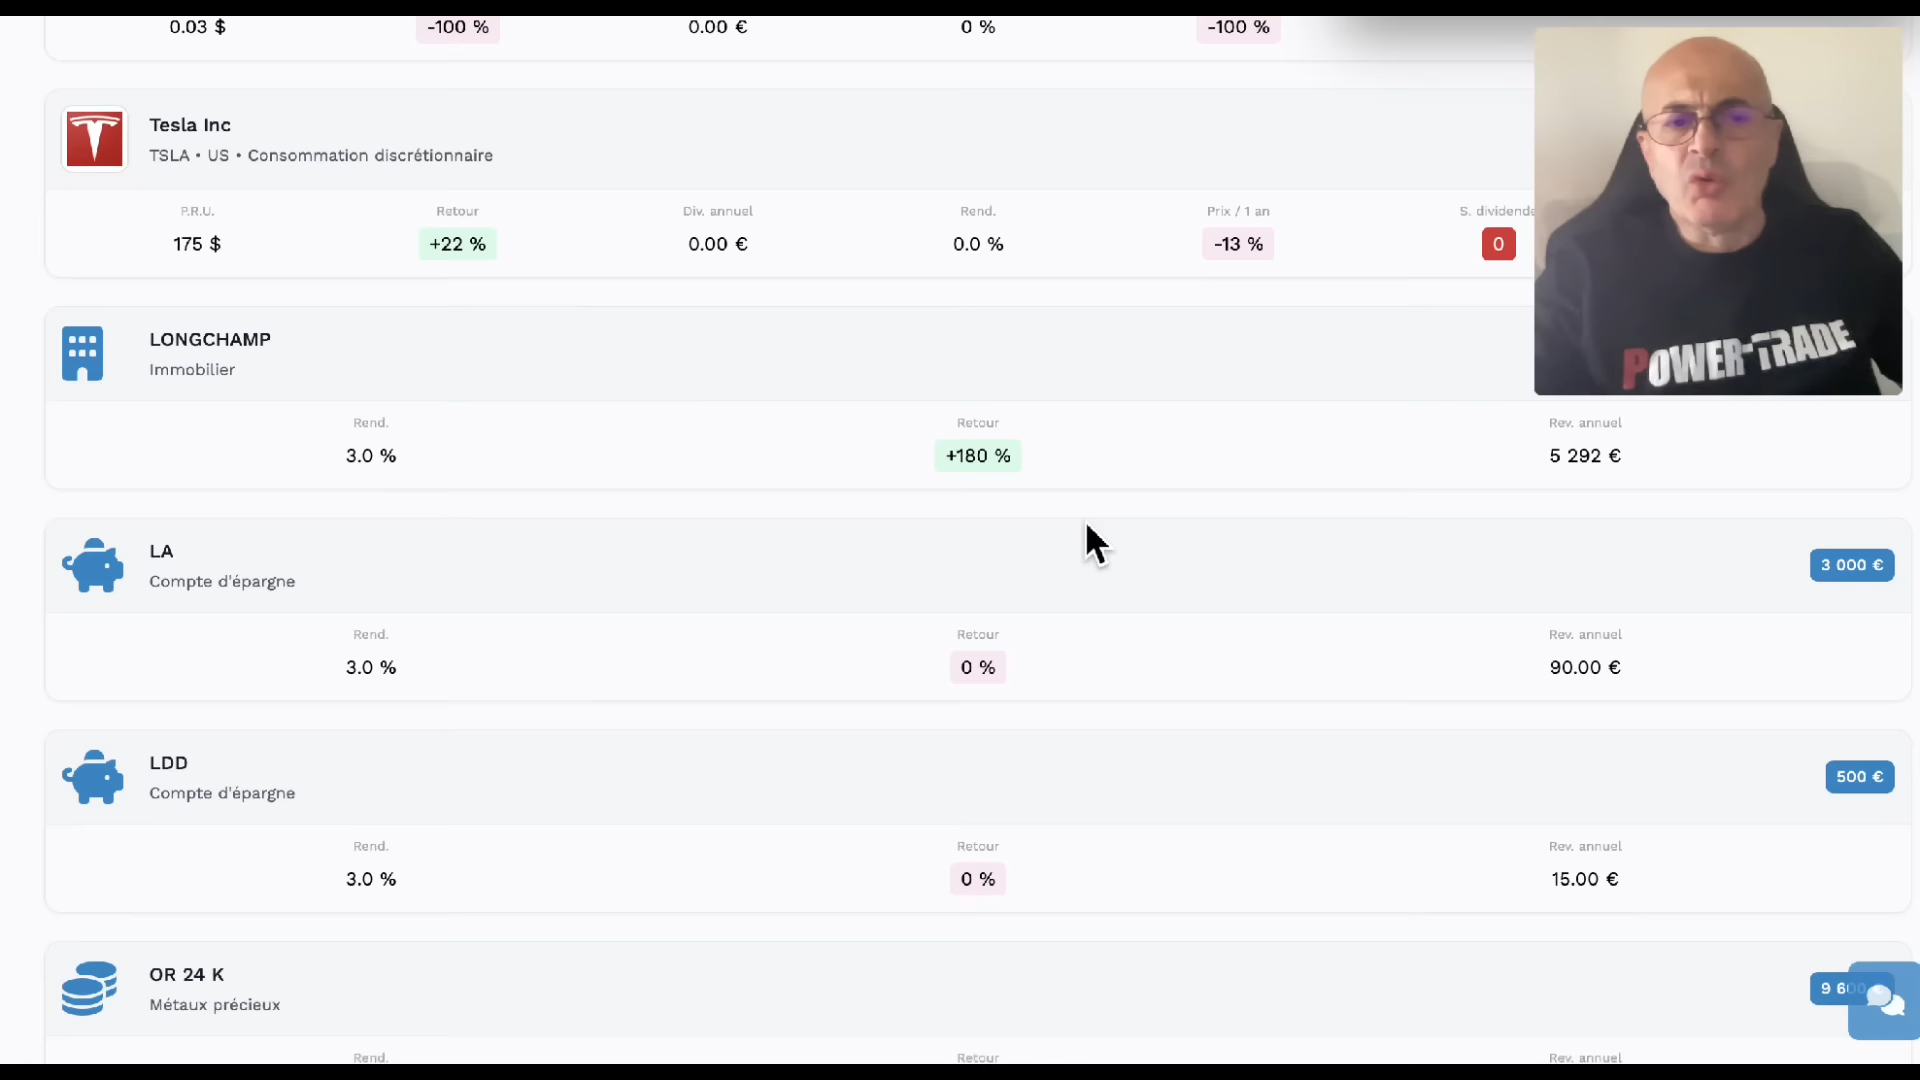 0.03 $ -100 % 0.00 € 0 % -100 %
Tesla Inc
TSLA • US • Consommation discrétionnaire
P.R.U. Retour Div. annuel Rend. Prix / 1 an S. dividende
175 $ +22 % 0.00 € 0.0 % -13 % 0
POWER-TRADE
LONGCHAMP
Immobilier
Rend. Retour Rev. annuel
3.0 % +180 % 5 292 €
LA
Compte d'épargne
3 000 €
Rend. Retour Rev. annuel
3.0 % 0 % 90.00 €
LDD
Compte d'épargne
500 €
Rend. Retour Rev. annuel
3.0 % 0 % 15.00 €
OR 24 K
Métaux précieux
9 600 €
Rend. Retour Rev. annuel